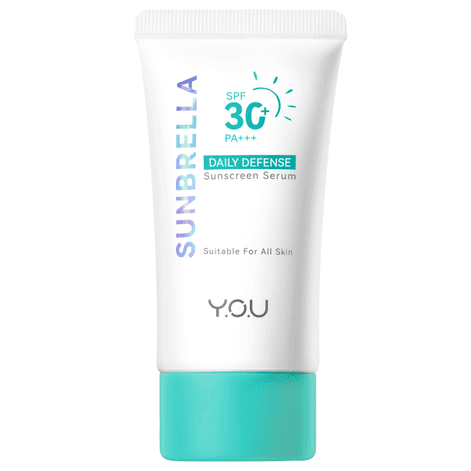 SUNBRELLA
SPF
30+
PA+++
DAILY DEFENSE
Sunscreen Serum
Suitable For All Skin
Y.O.U